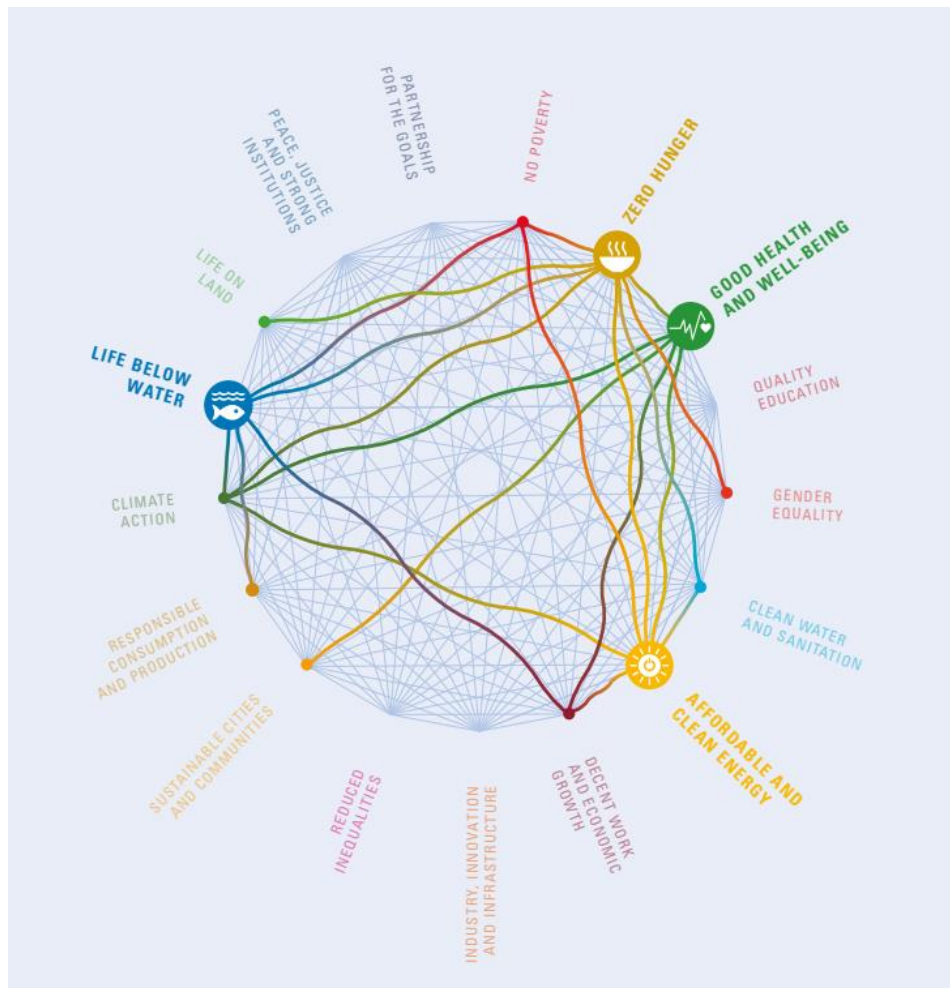 PARTNERSHIP
FOR THE GOALS
NO POVERTY
ZERO HUNGER
GOOD HEALTH
AND WELL-BEING
QUALITY
EDUCATION
GENDER
EQUALITY
CLEAN WATER
AND SANITATION
AFFORDABLE AND
CLEAN ENERGY
DECENT WORK
AND ECONOMIC
GROWTH
INDUSTRY, INNOVATION
AND INFRASTRUCTURE
REDUCED
INEQUALITIES
SUSTAINABLE CITIES
AND COMMUNITIES
RESPONSIBLE
CONSUMPTION
AND PRODUCTION
CLIMATE
ACTION
LIFE BELOW
WATER
LIFE ON
LAND
PEACE, JUSTICE
AND STRONG
INSTITUTIONS